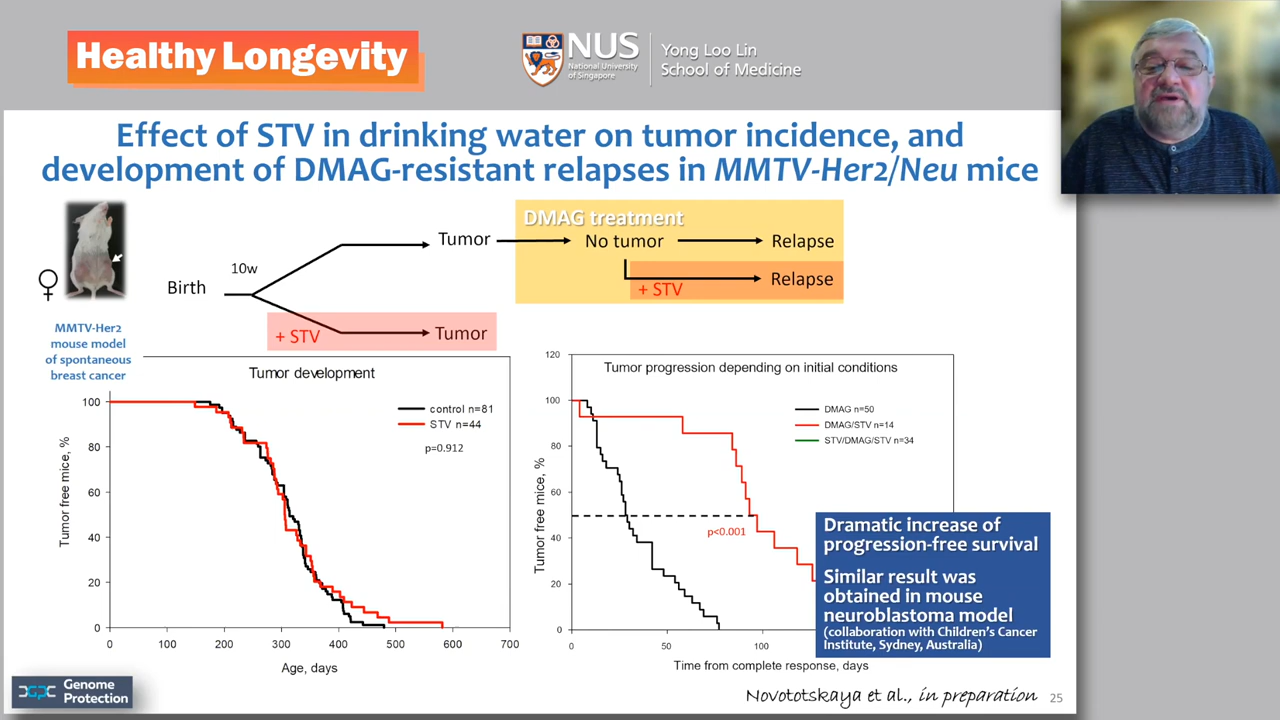 Healthy Longevity
NUS
National University
of Singapore
Yong Loo Lin
School of Medicine
Effect of STV in drinking water on tumor incidence, and
development of DMAG-resistant relapses in MMTV-Her2/Neu mice
DMAG treatment
Tumor
No tumor
Relapse
10w
Birth
+ STV
Relapse
+ STV
Tumor
MMTV-Her2
mouse model
of spontaneous
breast cancer
Tumor development
100
80
60
40
20
0
Tumor free mice, %
control n=81
STV n=44
p=0.912
0
100
200
300
400
500
600
700
Age, days
Tumor progression depending on initial conditions
120
100
80
60
40
20
0
Tumor free mice, %
DMAG n=50
DMAG/STV n=14
STV/DMAG/STV n=34
p<0.001
0
50
100
Time from complete response, days
Dramatic increase of
progression-free survival
Similar result was
obtained in mouse
neuroblastoma model
(collaboration with Children's Cancer
Institute, Sydney, Australia)
Genome
Protection
Novototskaya et al., in preparation
25